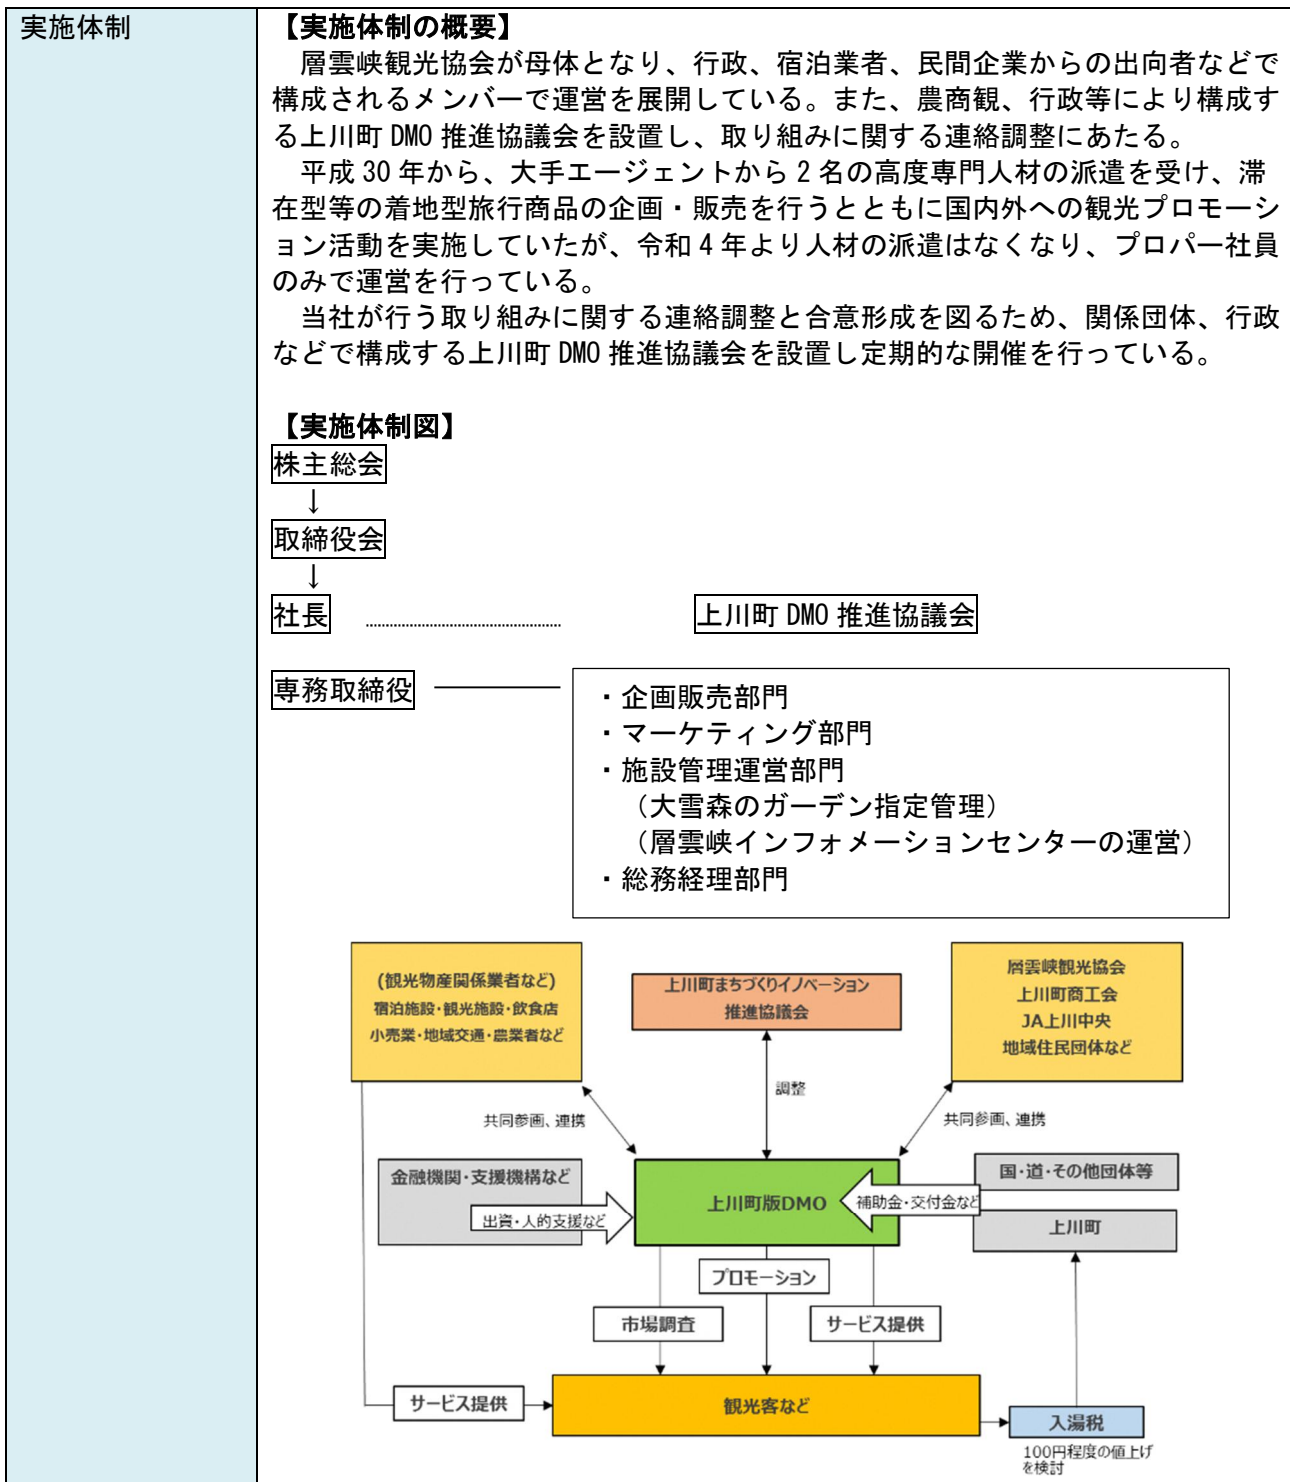 実施体制
【実施体制の概要】
層雲峡観光協会が母体となり、行政、宿泊業者、民間企業からの出向者などで
構成されるメンバーで運営を展開している。また、農商観、行政等により構成す
る上川町 DMO 推進協議会を設置し、取り組みに関する連絡調整にあたる。
平成 30 年から、大手エージェントから 2 名の高度専門人材の派遣を受け、滞
在型等の着地型旅行商品の企画・販売を行うとともに国内外への観光プロモーシ
ョン活動を実施していたが、令和 4 年より人材の派遣はなくなり、プロパー社員
のみで運営を行っている。
当社が行う取り組みに関する連絡調整と合意形成を図るため、関係団体、行政
などで構成する上川町 DMO 推進協議会を設置し定期的な開催を行っている。
【実施体制図】
株主総会
↓
取締役会
↓
社長 上川町 DMO 推進協議会
専務取締役
・企画販売部門
・マーケティング部門
・施設管理運営部門
（大雪森のガーデン指定管理）
（層雲峡インフォメーションセンターの運営）
・総務経理部門
(観光物産関係業者など)
宿泊施設・観光施設・飲食店
小売業・地域交通・農業者など
上川町まちづくりイノベーション
推進協議会
層雲峡観光協会
上川町商工会
JA上川中央
地域住民団体など
調整
共同参画、連携
共同参画、連携
金融機関・支援機構など
出資・人的支援など
上川町版DMO
補助金・交付金など
国・道・その他団体等
上川町
プロモーション
市場調査
サービス提供
サービス提供
観光客など
入湯税
100円程度の値上げ
を検討